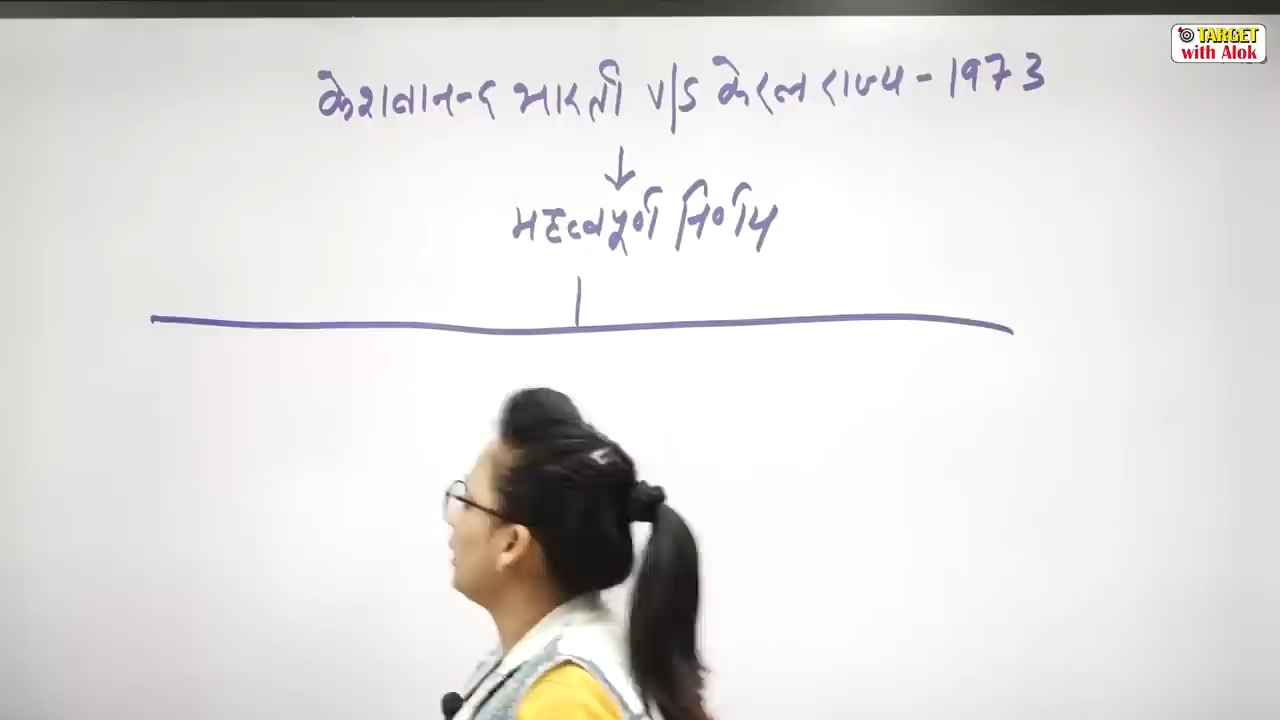 TARGET
with Alok
केशवानन्द भारती v/s केरल राज्य - 1973
↓
महत्वपूर्ण निर्णय